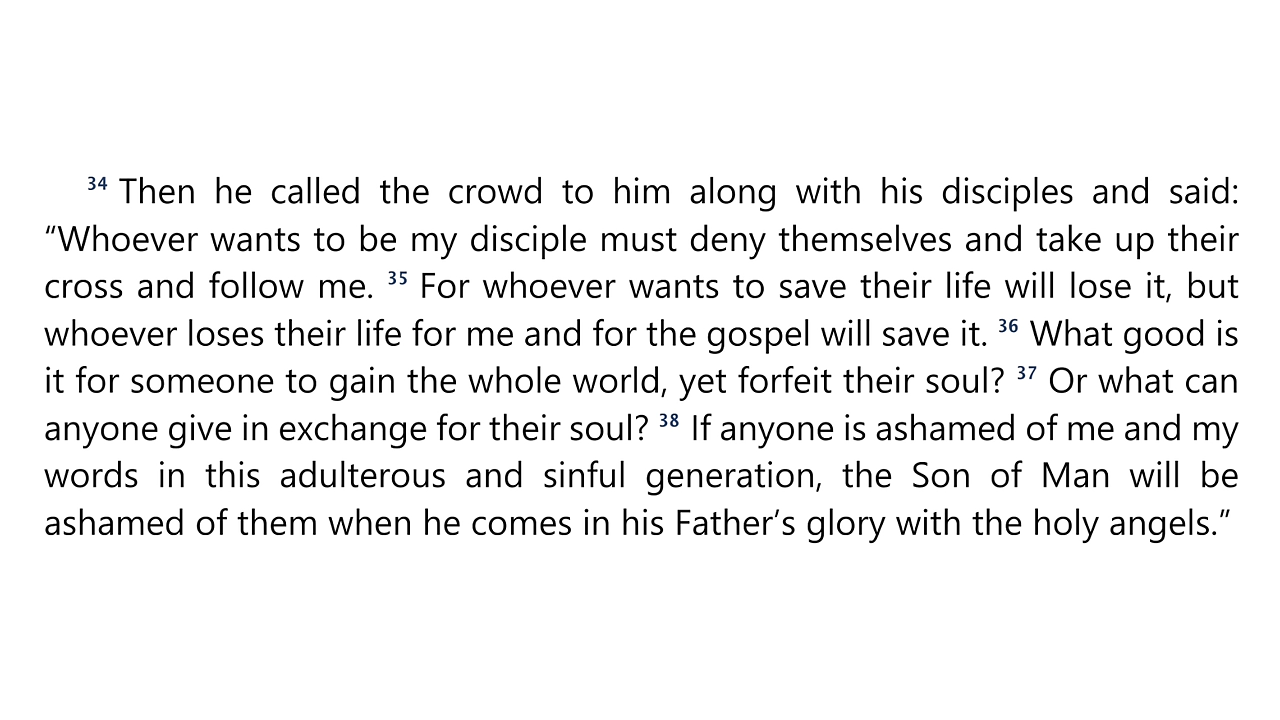 34 Then he called the crowd to him along with his disciples and said:
“Whoever wants to be my disciple must deny themselves and take up their
cross and follow me. 35 For whoever wants to save their life will lose it, but
whoever loses their life for me and for the gospel will save it. 36 What good is
it for someone to gain the whole world, yet forfeit their soul? 37 Or what can
anyone give in exchange for their soul? 38 If anyone is ashamed of me and my
words in this adulterous and sinful generation, the Son of Man will be
ashamed of them when he comes in his Father’s glory with the holy angels.”